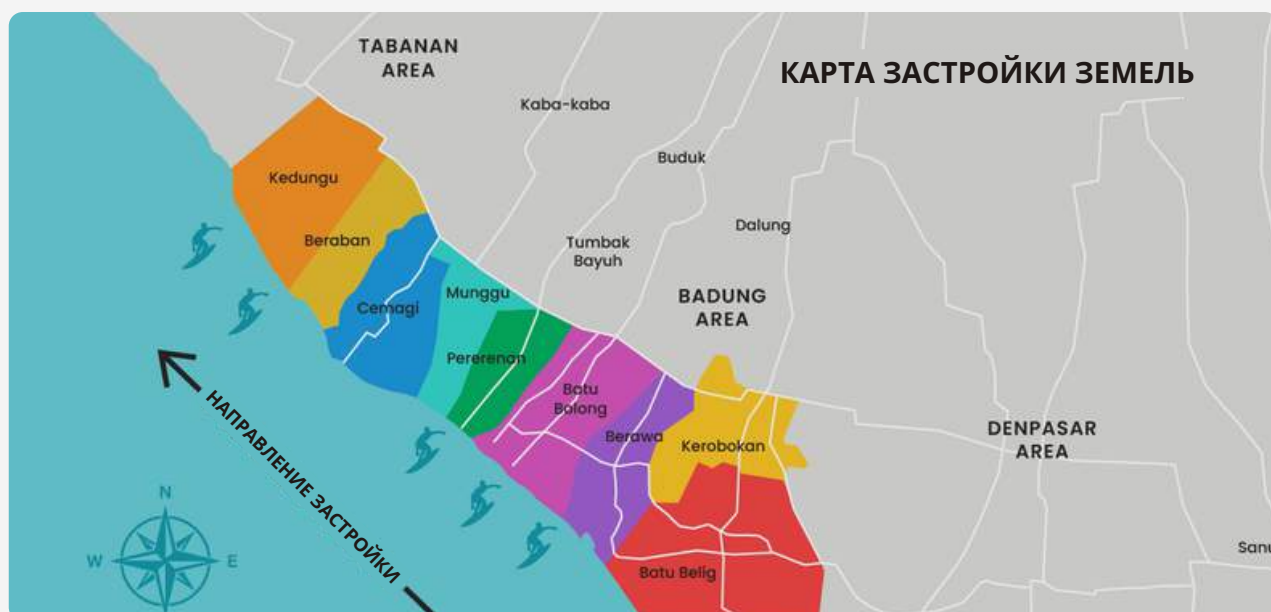 TABANAN
AREA
КАРТА ЗАСТРОЙКИ ЗЕМЕЛЬ
Kaba-kaba
Buduk
Kedungu
Dalung
Beraban
Tumbak
Bayuh
Munggu
BADUNG
AREA
Cemagi
Pererenan
Batu
Bolong
НАПРАВЛЕНИЕ ЗАСТРОЙКИ
Berawa
Kerobokan
DENPASAR
AREA
N
W
E
Batu Belig
Sanu